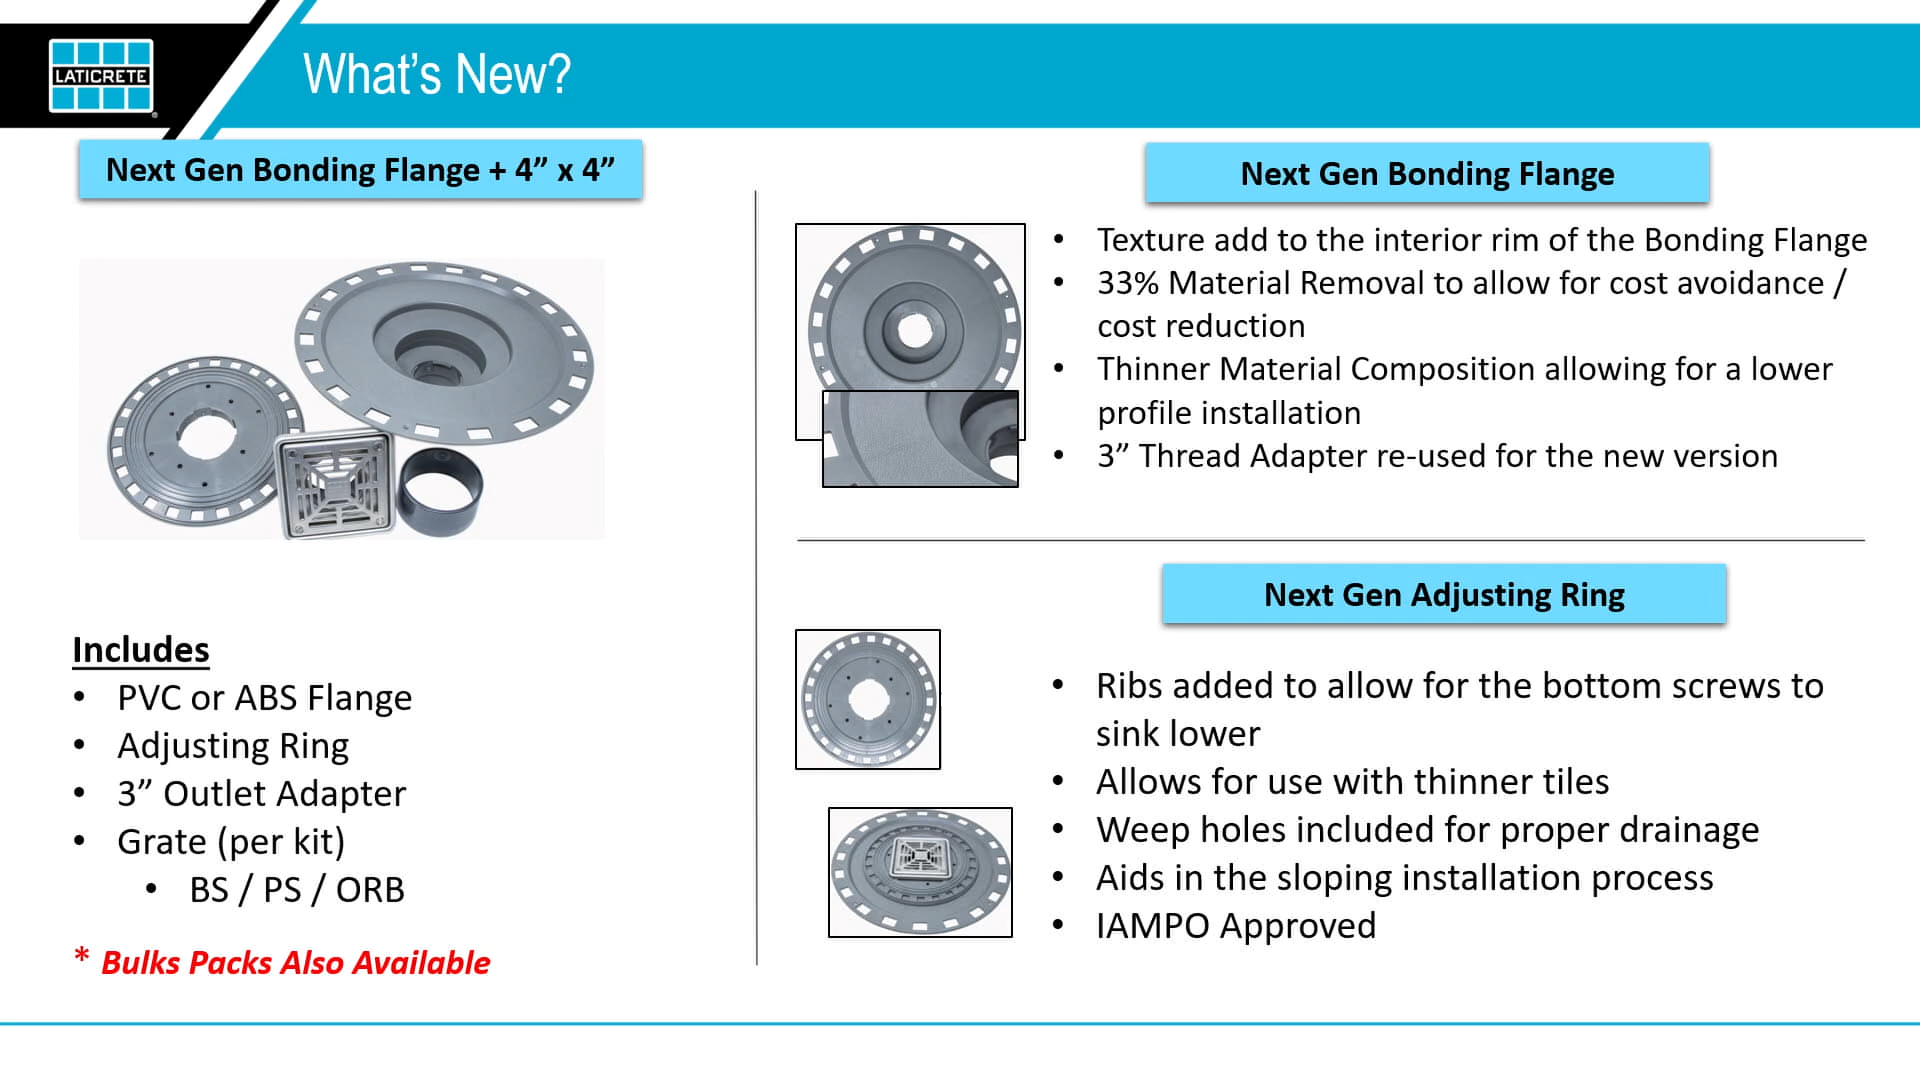 LATICRETE
®
What's New?
Next Gen Bonding Flange + 4” x 4”
Includes
• PVC or ABS Flange
• Adjusting Ring
• 3” Outlet Adapter
• Grate (per kit)
• BS / PS / ORB
* Bulks Packs Also Available
Next Gen Bonding Flange
• Texture add to the interior rim of the Bonding Flange
• 33% Material Removal to allow for cost avoidance /
cost reduction
• Thinner Material Composition allowing for a lower
profile installation
• 3” Thread Adapter re-used for the new version
Next Gen Adjusting Ring
• Ribs added to allow for the bottom screws to
sink lower
• Allows for use with thinner tiles
• Weep holes included for proper drainage
• Aids in the sloping installation process
• IAMPO Approved